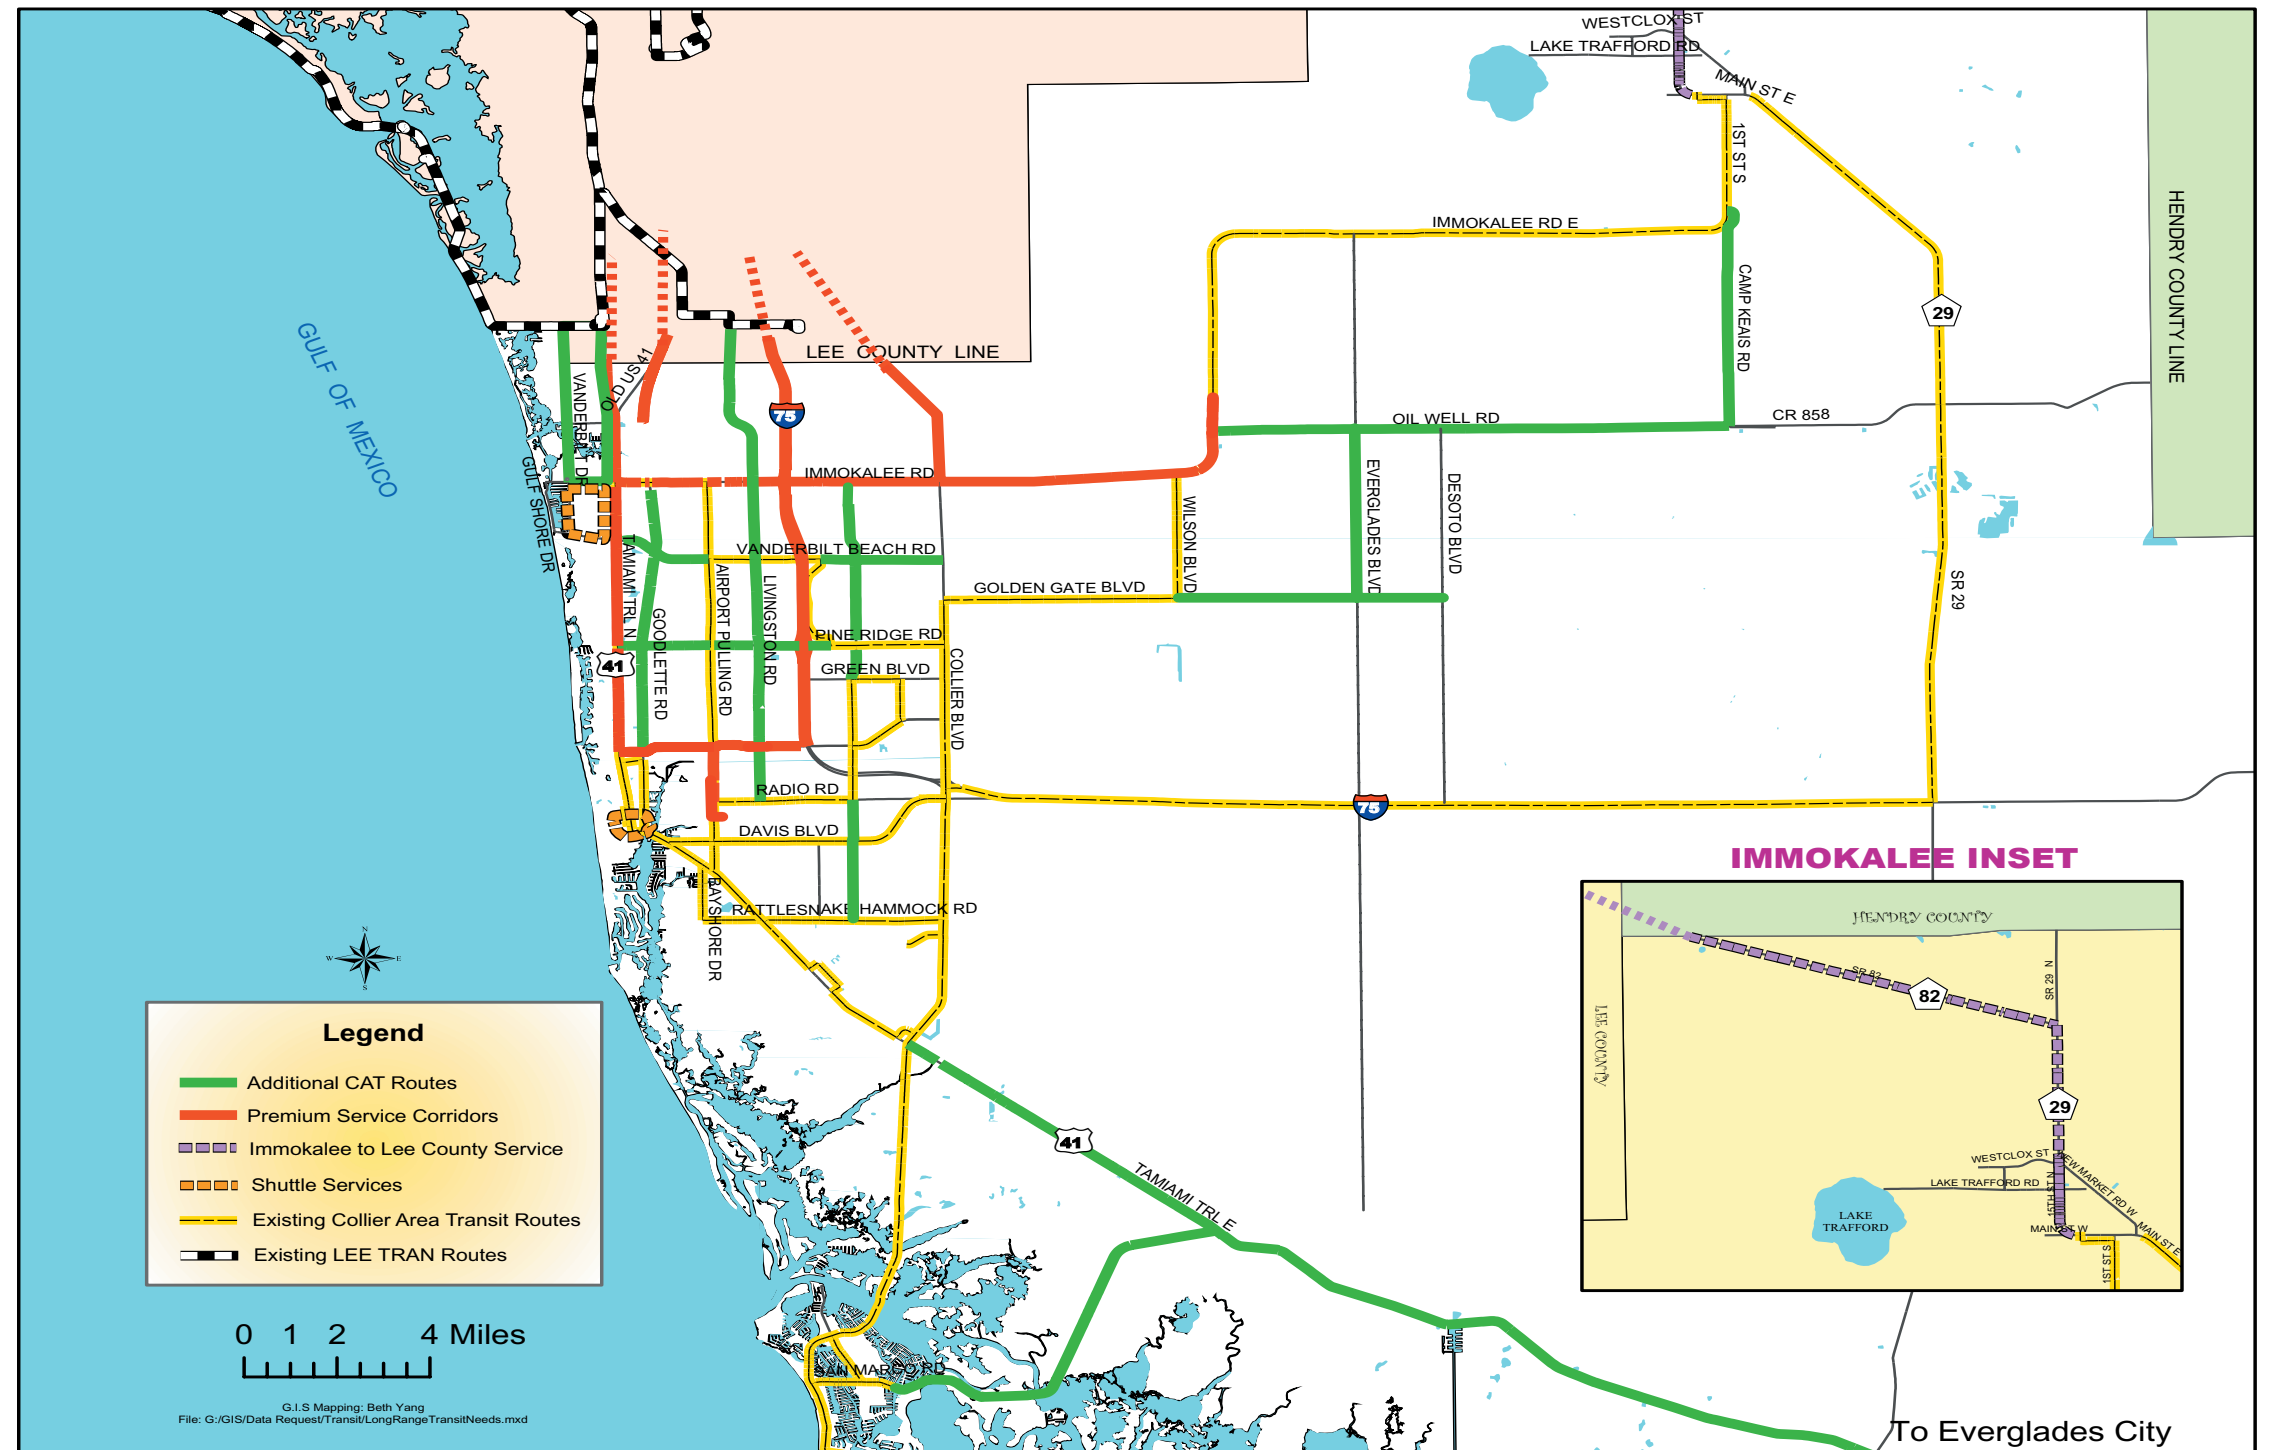 WESTCLOX ST
LAKE TRAFFORD RD
MAIN ST E
1ST ST S
IMMOKALEE RD E
CAMP KEAIS RD
29
HENDRY COUNTY LINE
GULF OF MEXICO
LEE COUNTY LINE
OLD US 41
VANDERBILT DR
75
OIL WELL RD
CR 858
GULF SHORE DR
IMMOKALEE RD
WILSON BLVD
EVERGLADES BLVD
DESOTO BLVD
TAMIAMI TRL N
VANDERBILT BEACH RD
AIRPORT PULLING RD
LIVINGSTON RD
GOLDEN GATE BLVD
SR 29
GOODLETTE RD
PINE RIDGE RD
41
GREEN BLVD
COLLIER BLVD
RADIO RD
75
DAVIS BLVD
BAYSHORE DR
RATTLESNAKE HAMMOCK RD
IMMOKALEE INSET
HENDRY COUNTY
LEE COUNTY
SR 82
82
SR 29 N
29
WESTCLOX ST
NEW MARKET RD W
LAKE TRAFFORD RD
15TH ST N
LAKE
TRAFFORD
MAIN ST W
MAIN ST E
1ST ST S
N
W
E
S
Legend
Additional CAT Routes
Premium Service Corridors
Immokalee to Lee County Service
Shuttle Services
Existing Collier Area Transit Routes
Existing LEE TRAN Routes
41
TAMIAMI TRL E
SAN MARCO RD
0 1 2 4 Miles
G.I.S Mapping: Beth Yang
File: G:/GIS/Data Request/Transit/LongRangeTransitNeeds.mxd
To Everglades City